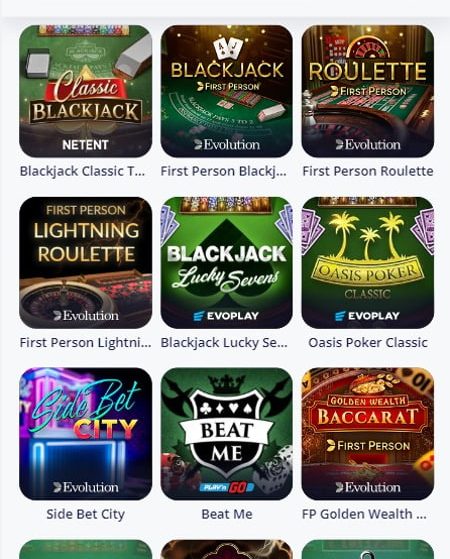 Classic
BLACKJACK
NETENT
Blackjack Classic T...
BLACKJACK
FIRST PERSON
BLACKJACK PAYS 3 TO 2
Evolution
First Person Blackj...
ROULETTE
FIRST PERSON
Evolution
First Person Roulette
FIRST PERSON
LIGHTNING
ROULETTE
Evolution
First Person Lightni...
BLACKJACK
Lucky Sevens
EVOPLAY
Blackjack Lucky Se...
OASIS POKER
CLASSIC
EVOPLAY
Oasis Poker Classic
Side Bet
CITY
Evolution
Side Bet City
BEAT
ME
PLAY'n GO
Beat Me
GOLDEN WEALTH
BACCARAT
FIRST PERSON
Evolution
FP Golden Wealth ...